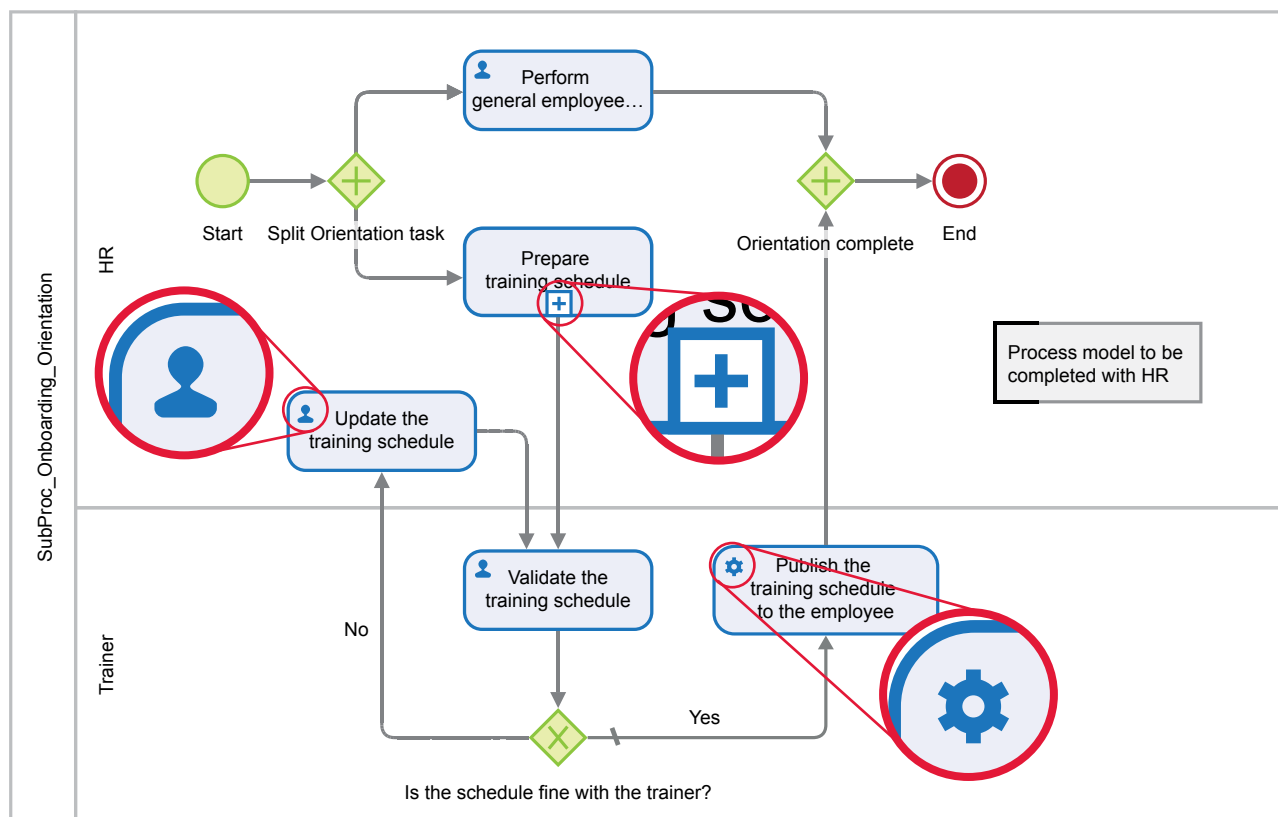 SubProc_Onboarding_Orientation
HR
Perform
general employee…
Start
Split Orientation task
Orientation complete
End
Prepare
training schedule
g sc
Process model to be
completed with HR
Update the
training schedule
Trainer
Validate the
training schedule
Publish the
training schedule
to the employee
No
Yes
Is the schedule fine with the trainer?